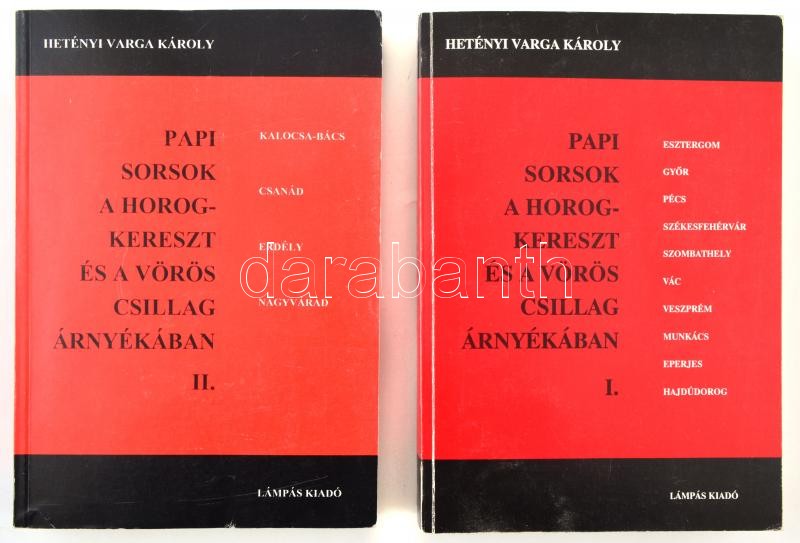 HETÉNYI VARGA KÁROLY
PAPI
SORSOK
A HOROG-
KERESZT
ÉS A VÖRÖS
CSILLAG
ÁRNYÉKÁBAN
II.
KALOCSA-BÁCS
CSANÁD
ERDÉLY
NAGYVÁRAD
LÁMPÁS KIADÓ
HETÉNYI VARGA KÁROLY
PAPI
SORSOK
A HOROG-
KERESZT
ÉS A VÖRÖS
CSILLAG
ÁRNYÉKÁBAN
I.
ESZTERGOM
GYŐR
PÉCS
SZÉKESFEHÉRVÁR
SZOMBATHELY
VÁC
VESZPRÉM
MUNKÁCS
EPERJES
HAJDÚDOROG
LÁMPÁS KIADÓ
darabanth